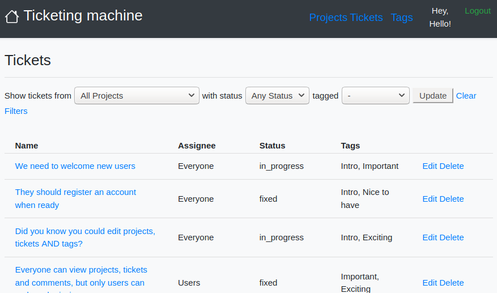 Ticketing machine
Projects Tickets Tags
Hey,
Hello!
Logout
Tickets
Show tickets from All Projects with status Any Status tagged - Update Clear
Filters
Name Assignee Status Tags
We need to welcome new users Everyone in_progress Intro, Important Edit Delete
They should register an account
when ready
Everyone fixed
Intro, Nice to
have
Edit Delete
Did you know you could edit projects,
tickets AND tags?
Everyone in_progress Intro, Exciting Edit Delete
Everyone can view projects, tickets
and comments, but only users can
Users fixed
Important,
Exciting
Edit Delete